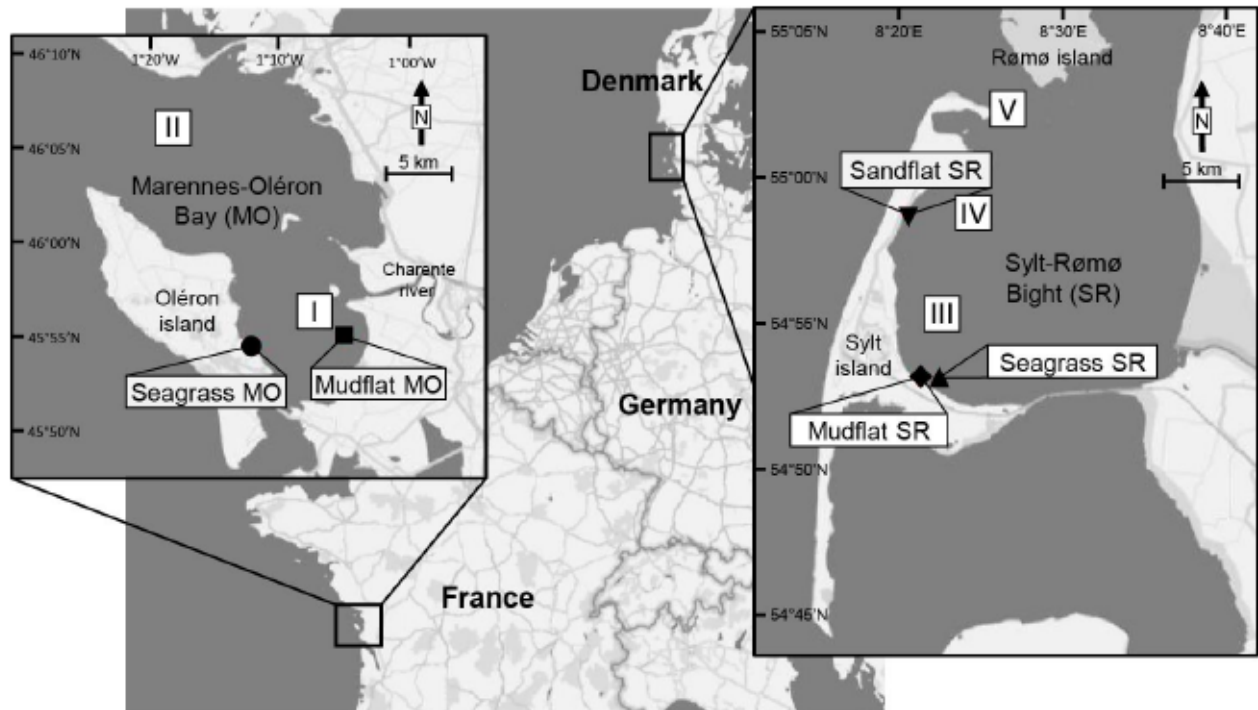 46°10'N
46°05'N
46°00'N
45°55'N
45°50'N
1°20'W
1°10'W
1°00'W
II
N
5 km
Marennes-Oléron
Bay (MO)
Oléron
island
Charente
river
I
Seagrass MO
Mudflat MO
Denmark
Germany
France
55°05'N
55°00'N
54°55'N
54°50'N
54°45'N
8°20'E
8°30'E
8°40'E
Rømø island
V
N
5 km
Sandflat SR
IV
Sylt-Rømø
Bight (SR)
III
Sylt
island
Seagrass SR
Mudflat SR